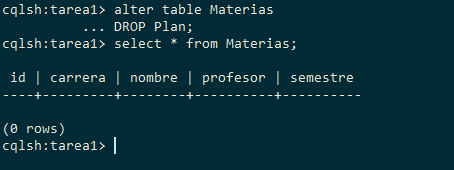 cqlsh:tarea1> alter table Materias
... DROP Plan;
cqlsh:tarea1> select * from Materias;
id | carrera | nombre | profesor | semestre
----+---------+--------+----------+----------
(0 rows)
cqlsh:tarea1>